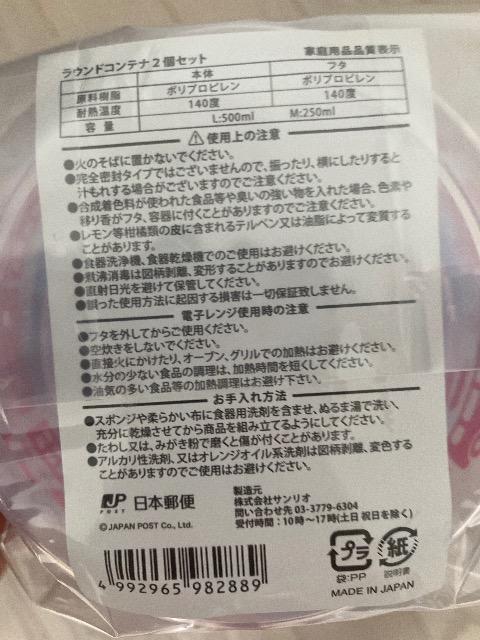 ラウンドコンテナ2個セット 家庭用品品質表示
本体 フタ
原料樹脂 ポリプロピレン ポリプロピレン
耐熱温度 140度 140度
容量 L:500ml M:250ml
使用上の注意
●火のそばに置かないでください。
●完全密封タイプではございませんので、振ったり、横にしたりすると
汁もれする場合がございますのでご注意ください。
●合成着色料が使われた食品等や臭いの強い物を入れた場合、色素や
移り香がフタ、容器に付くことがありますのでご注意ください。
●レモン等柑橘類の皮に含まれるテルペン又は油脂によって変質する
ことがあります。
●食器洗浄機、食器乾燥機でのご使用はお避けください。
●煮沸消毒は図柄剥離、変形することがありますのでお避けください。
●直射日光を避けて保管してください。
●誤った使用方法に起因する損害は一切保証致しません。
電子レンジ使用時の注意
●フタを外してからご使用ください。
●空炊きをしないでください。
●直接火にかけたり、オーブン、グリルでの加熱はお避けください。
●水分の少ない食品の調理は、加熱時間を短くしてください。
●油気の多い食品等の加熱調理はお避け下さい。
お手入れ方法
●スポンジや柔らかい布に食器用洗剤を含ませ、ぬるま湯で洗い、
充分に乾燥させてから商品を組み立てるようにしてください。
●たわし又は、みがき粉で磨くと傷が付くことがございます。
●アルカリ性洗剤、又はオレンジオイル系洗剤は図柄剥離、変色する
ことがありますのでご使用はお避けください。
JP POST 日本郵便
©JAPAN POST Co., Ltd.
製造元
株式会社サンリオ
問い合わせ先 03-3779-6304
受付時間：10時～17時(土日 祝日を除く)
4 992965 982889
プラ
袋:PP
紙
説明書
MADE IN JAPAN